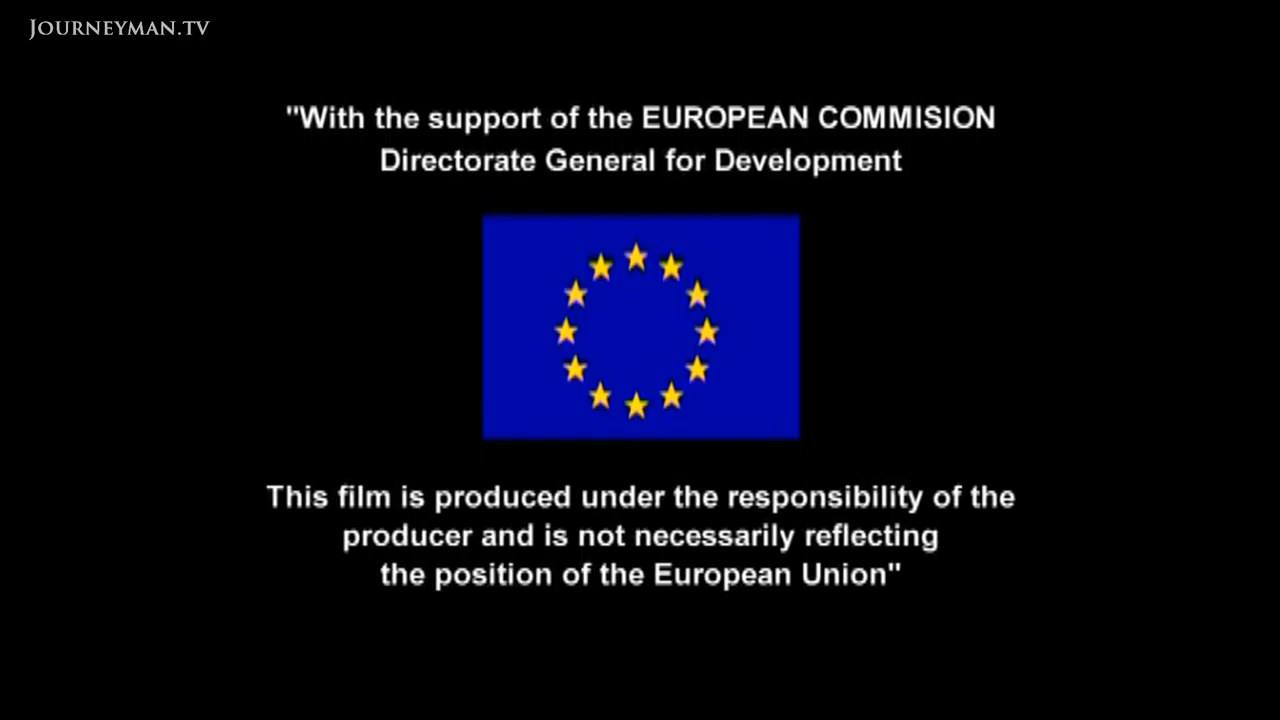 JOURNEYMAN.TV
"With the support of the EUROPEAN COMMISION
Directorate General for Development
This film is produced under the responsibility of the
producer and is not necessarily reflecting
the position of the European Union"